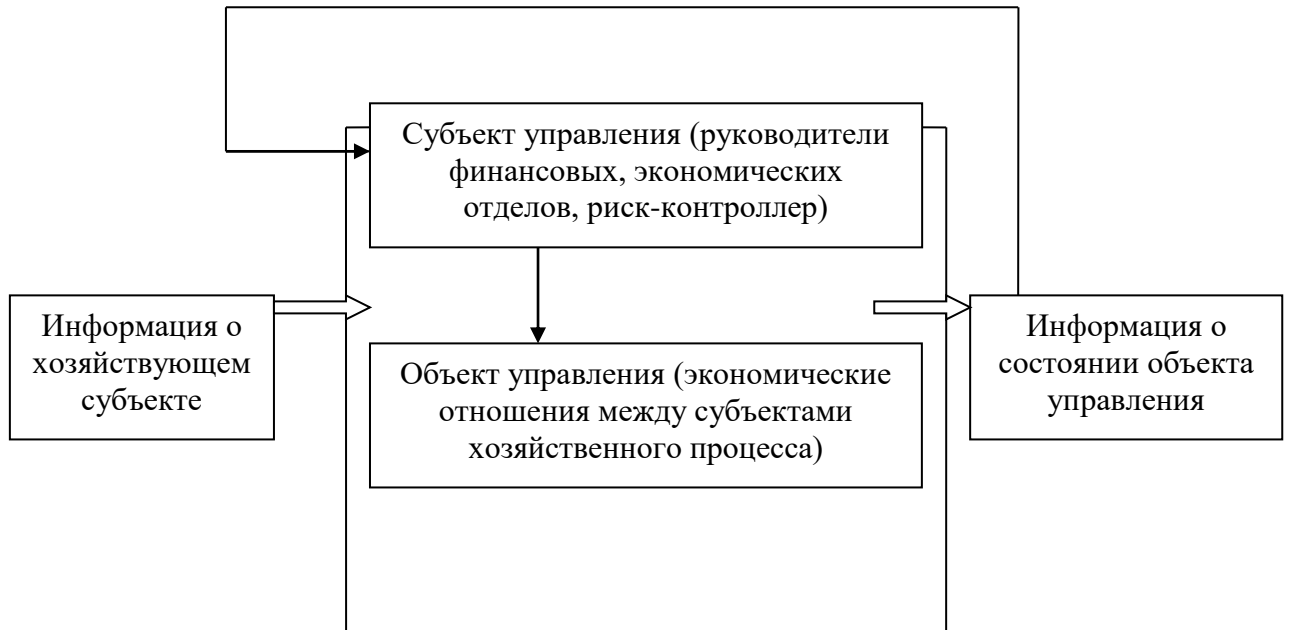 Субъект управления (руководители
финансовых, экономических
отделов, риск-контроллер)
Информация о
хозяйствующем
субъекте
Объект управления (экономические
отношения между субъектами
хозяйственного процесса)
Информация о
состоянии объекта
управления